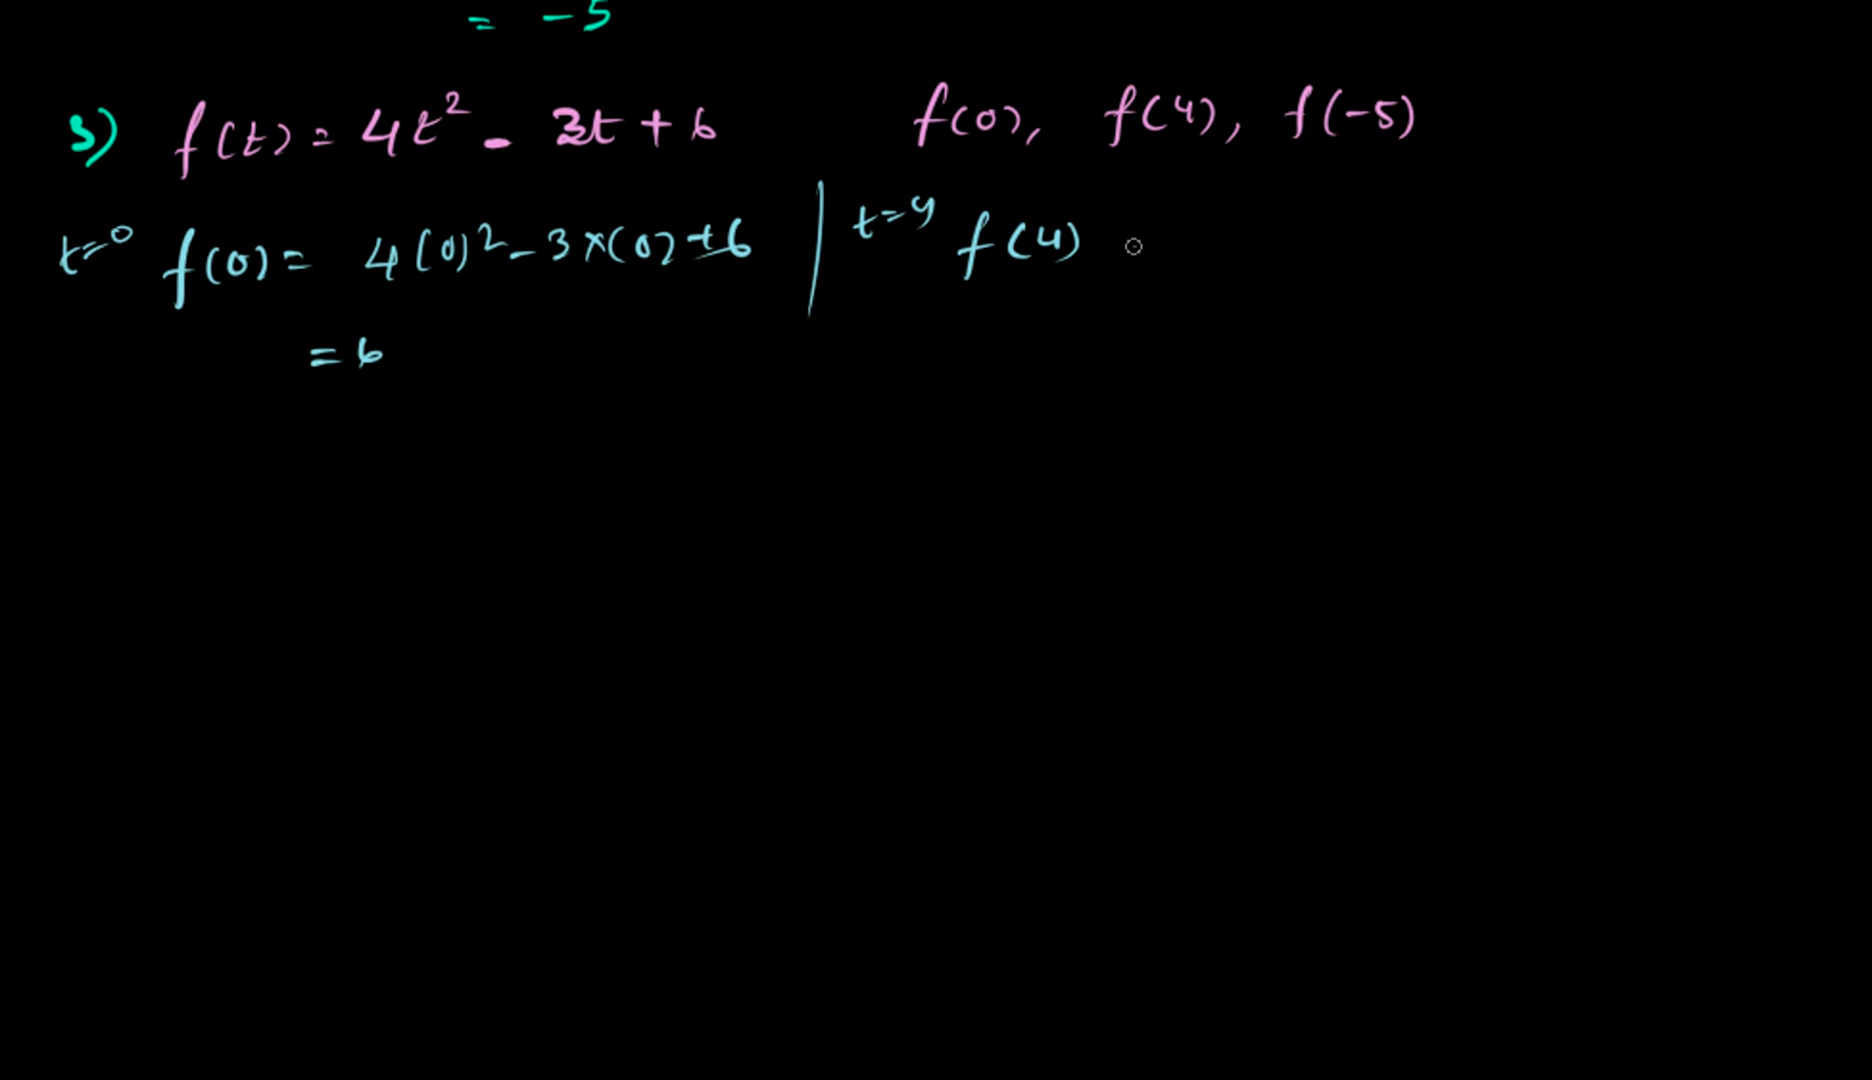 = -5
3) f(t) = 4t² - 3t + 6 f(0), f(4), f(-5)
t=0 f(0) = 4(0)² - 3×(0) + 6 | t=4 f(4)
= 6